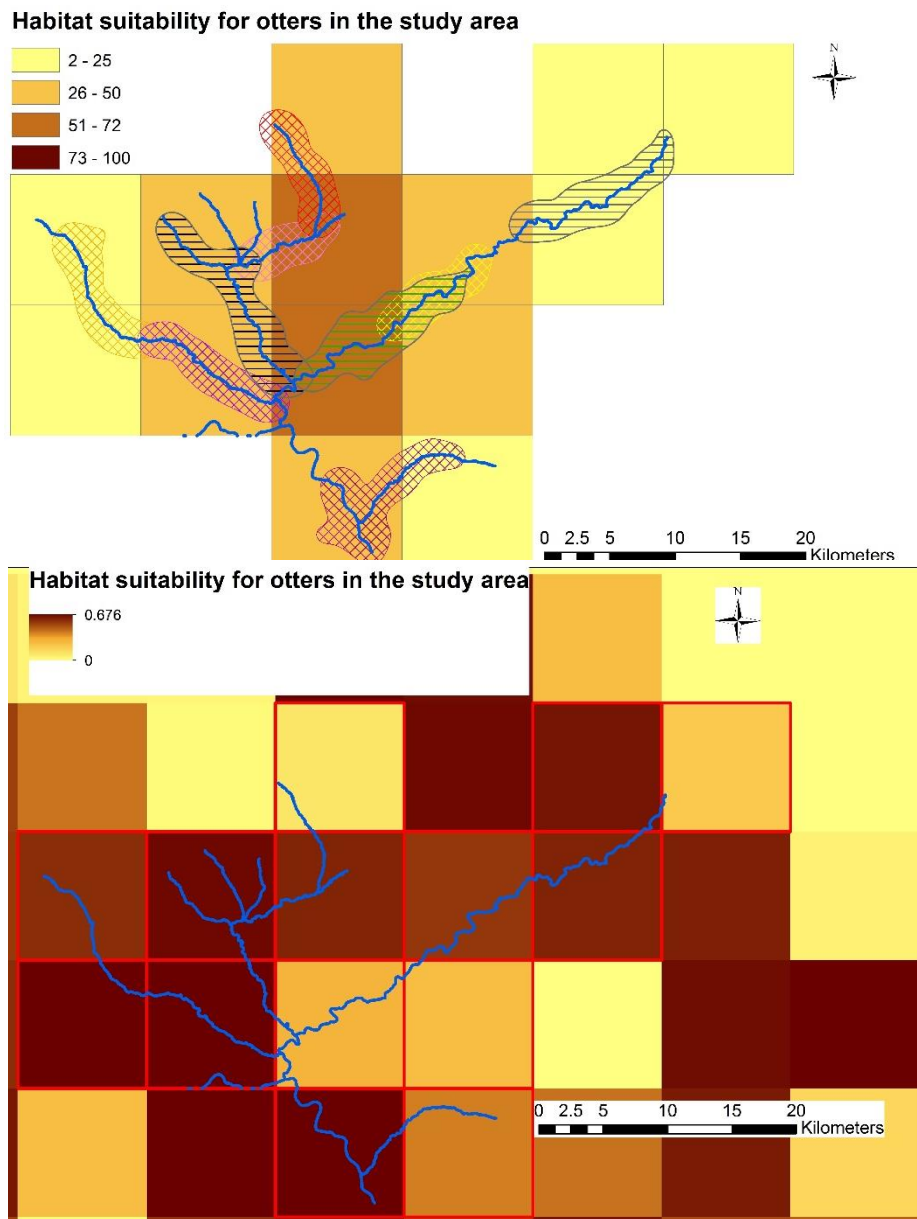 Habitat suitability for otters in the study area
2 - 25
26 - 50
51 - 72
73 - 100
N
0 2.5 5 10 15 20
Kilometers
Habitat suitability for otters in the study area
0.676
0
N
0 2.5 5 10 15 20
Kilometers